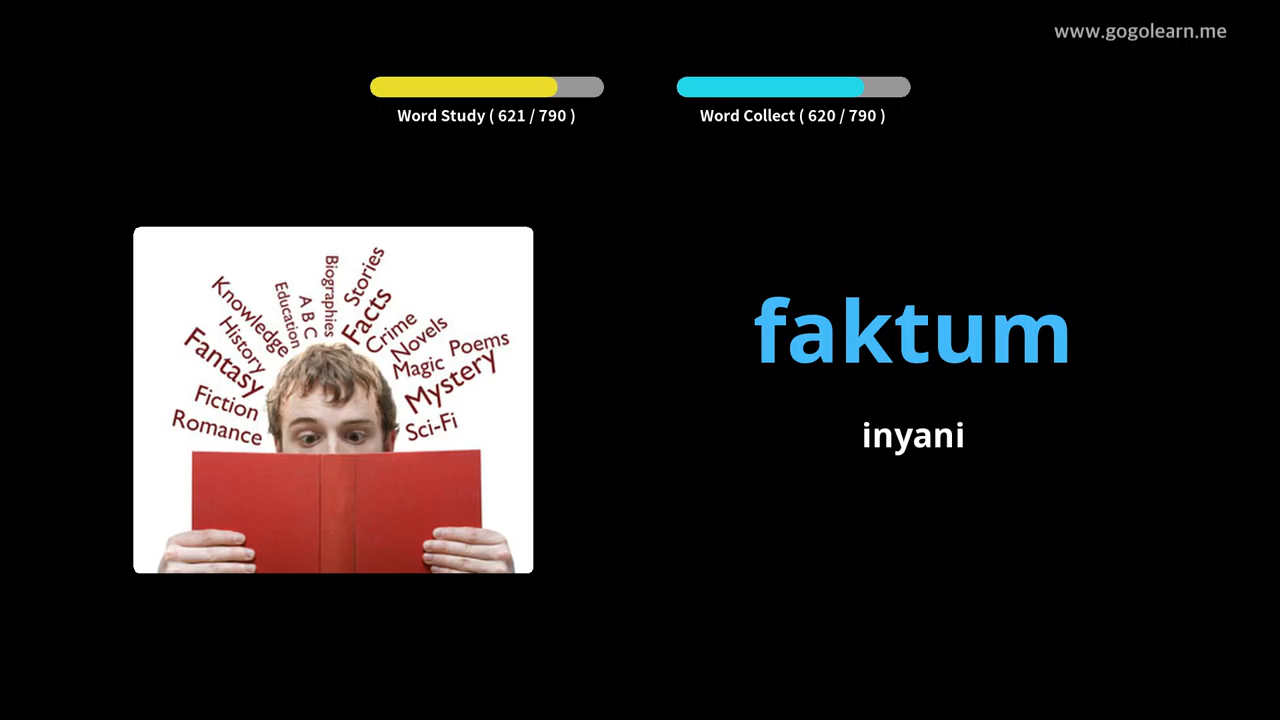 www.gogolearn.me
Word Study ( 621 / 790 )
Word Collect ( 620 / 790 )
Biographies
Stories
Education
A B C
Facts
Knowledge
Crime
History
Novels
Poems
Fantasy
Magic
Mystery
Fiction
Sci-Fi
Romance
faktum
inyani